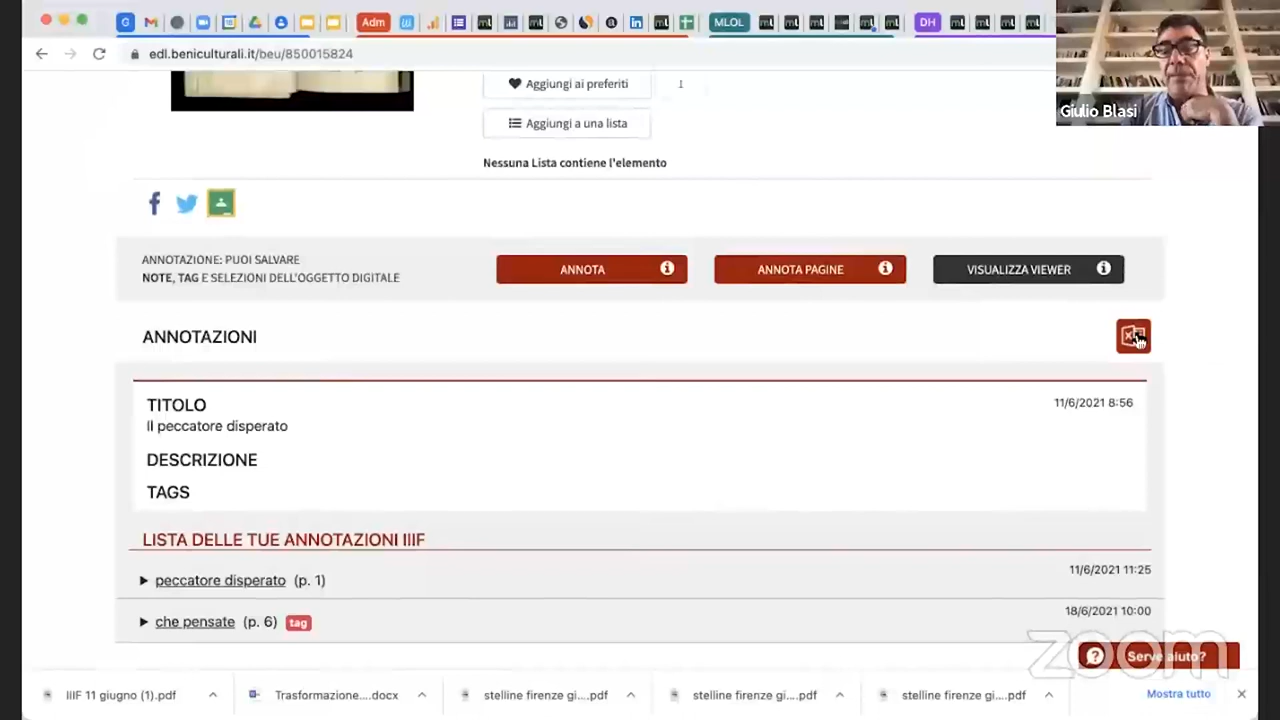 Adm
MLOL
DH
edl.beniculturali.it/beu/850015824
Giulio Blasi
Aggiungi ai preferiti
1
Aggiungi a una lista
Nessuna Lista contiene l'elemento
ANNOTAZIONE: PUOI SALVARE
NOTE, TAG E SELEZIONI DELL'OGGETTO DIGITALE
ANNOTA
ANNOTA PAGINE
VISUALIZZA VIEWER
ANNOTAZIONI
TITOLO
11/6/2021 8:56
Il peccatore disperato
DESCRIZIONE
TAGS
LISTA DELLE TUE ANNOTAZIONI IIIF
peccatore disperato (p. 1)
11/6/2021 11:25
che pensate (p. 6) tag
18/6/2021 10:00
zoom
Serve aiuto?
IIIF 11 giugno (1).pdf
Trasformazione....docx
stelline firenze gi....pdf
stelline firenze gi....pdf
stelline firenze gi....pdf
Mostra tutto